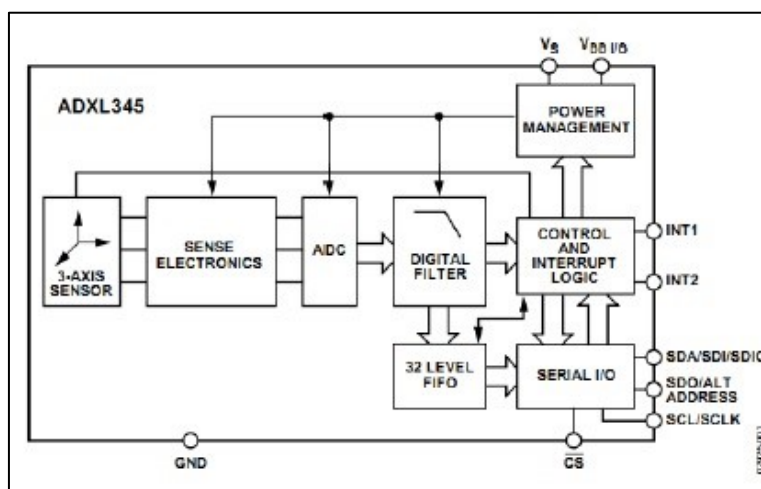 VS
VDD I/O
ADXL345
POWER
MANAGEMENT
3-AXIS
SENSOR
SENSE
ELECTRONICS
ADC
DIGITAL
FILTER
CONTROL
AND
INTERRUPT
LOGIC
INT1
INT2
32 LEVEL
FIFO
SERIAL I/O
SDA/SDI/SDIO
SDO/ALT
ADDRESS
SCL/SCLK
GND
CS